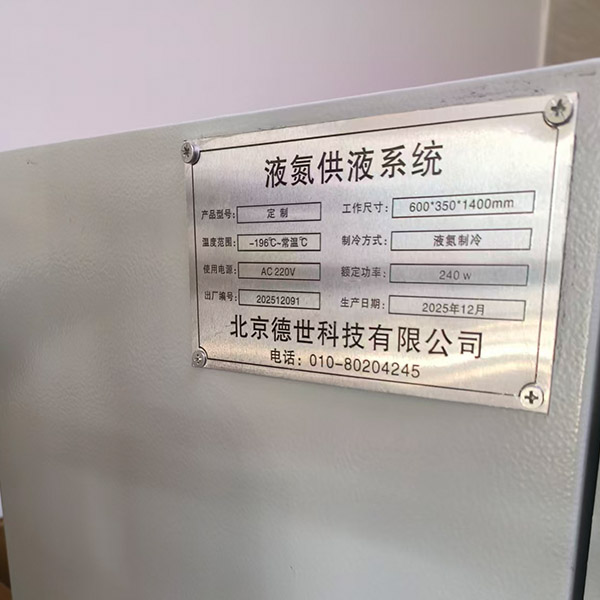 液氮供液系统
产品型号: 定制 工作尺寸: 600*350*1400mm
温度范围: -196℃-常温℃ 制冷方式: 液氮制冷
使用电源: AC 220V 额定功率: 240 w
出厂编号: 202512091 生产日期: 2025年12月
北京德世科技有限公司
电话: 010-80204245